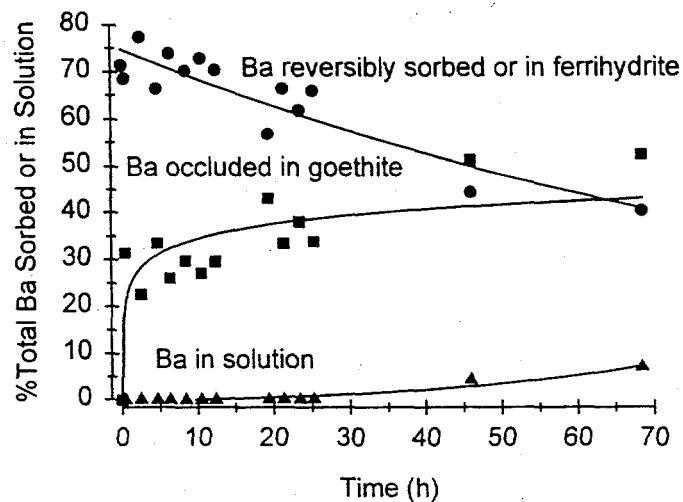 %Total Ba Sorbed or in Solution
80
70
60
50
40
30
20
10
0
Ba reversibly sorbed or in ferrihydrite
Ba occluded in goethite
Ba in solution
0 10 20 30 40 50 60 70
Time (h)